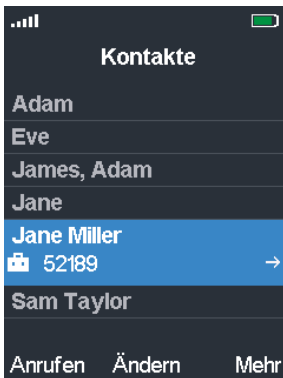 Kontakte
Adam
Eve
James, Adam
Jane
Jane Miller
52189 →
Sam Taylor
Anrufen Ändern Mehr